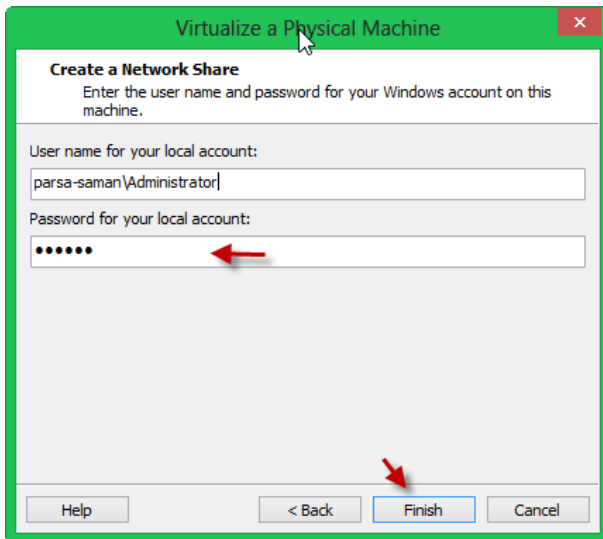 Virtualize a Physical Machine
Create a Network Share
Enter the user name and password for your Windows account on this
machine.
User name for your local account:
parsa-saman\Administrator
Password for your local account:
••••••
Help
< Back
Finish
Cancel